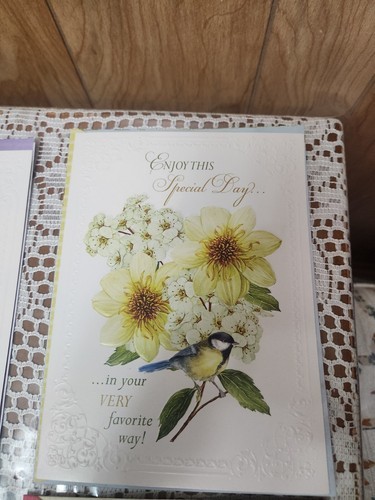 ENJOY THIS
Special Day...
...in your
VERY
favorite
way!